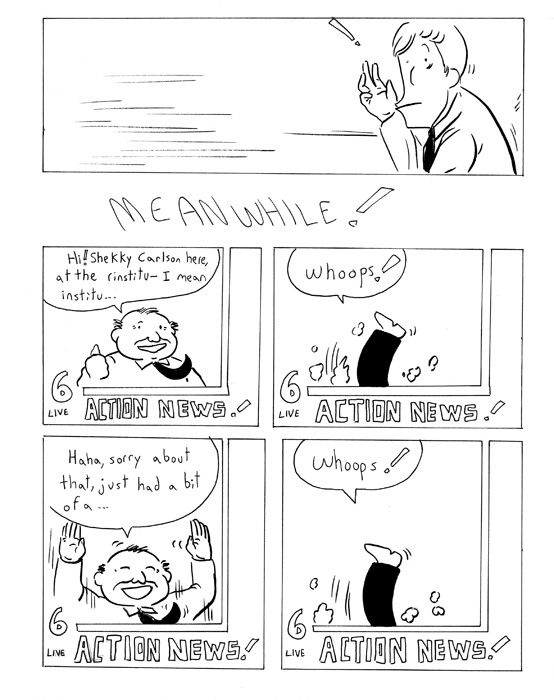 !
MEANWHILE!
Hi! Shekky Carlson here,
at the rinstitu- I mean
institu...
6
LIVE
ACTION NEWS!
Whoops!
6
LIVE
ACTION NEWS!
Haha, sorry about
that, just had a bit
of a...
6
LIVE
ACTION NEWS!
Whoops!
6
LIVE
ACTION NEWS!